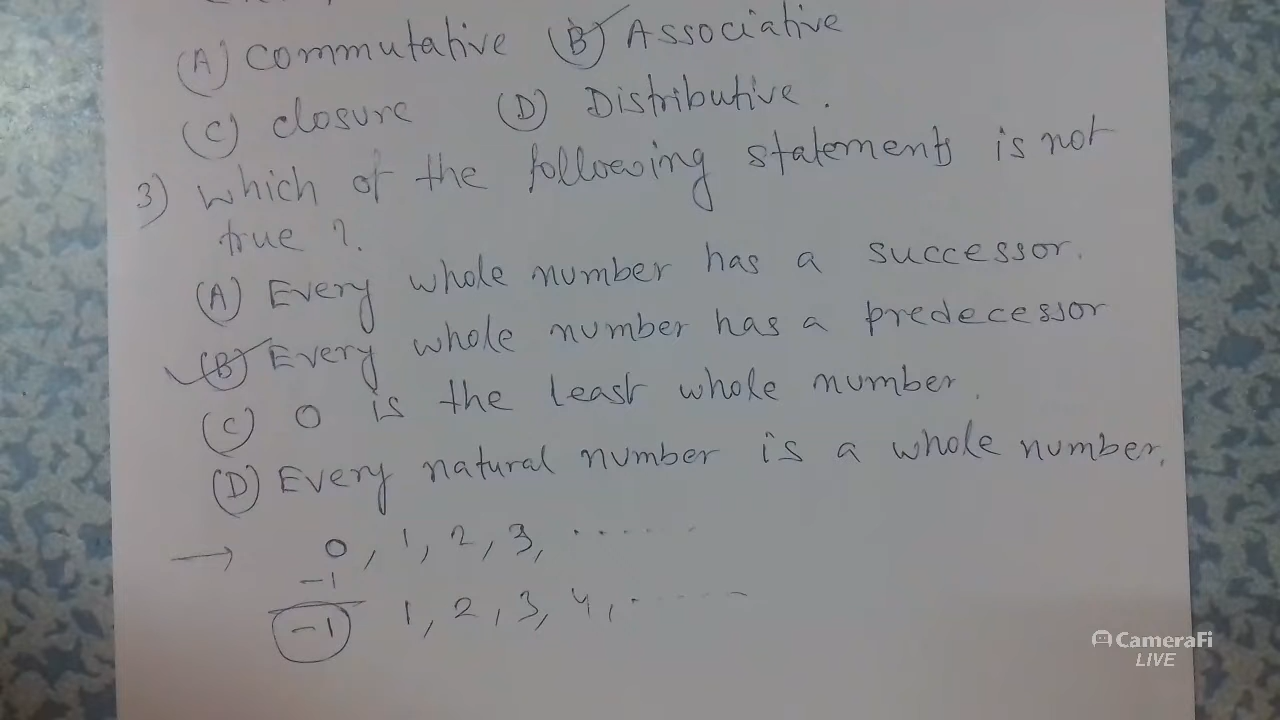 (A) Commutative (B) Associative
(C) closure (D) Distributive.
3) Which of the following statements is not
true ?.
(A) Every whole number has a successor.
(B) Every whole number has a predecessor
(C) 0 is the least whole number.
(D) Every natural number is a whole number.
→ 0, 1, 2, 3, ......
-1
-1 1, 2, 3, 4, ......
CameraFi
LIVE